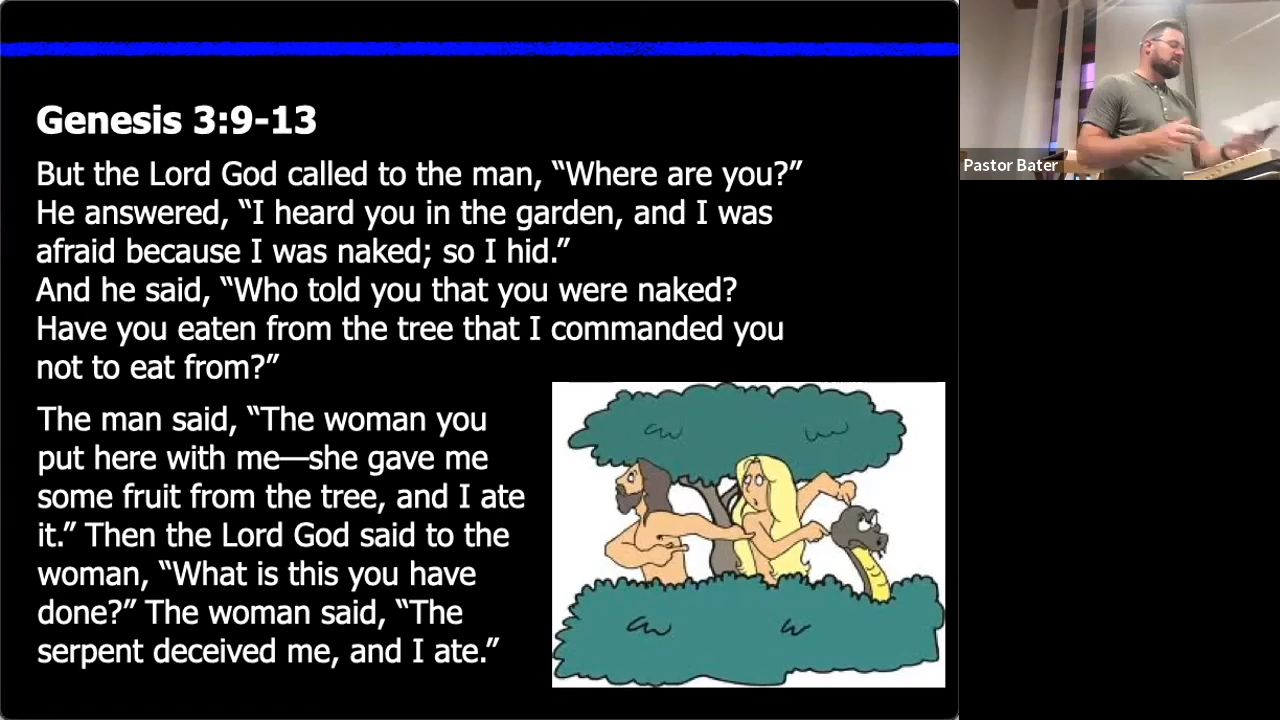 Genesis 3:9-13
But the Lord God called to the man, “Where are you?”
He answered, “I heard you in the garden, and I was
afraid because I was naked; so I hid.”
And he said, “Who told you that you were naked?
Have you eaten from the tree that I commanded you
not to eat from?”
The man said, “The woman you
put here with me—she gave me
some fruit from the tree, and I ate
it.” Then the Lord God said to the
woman, “What is this you have
done?” The woman said, “The
serpent deceived me, and I ate.”
Pastor Bater